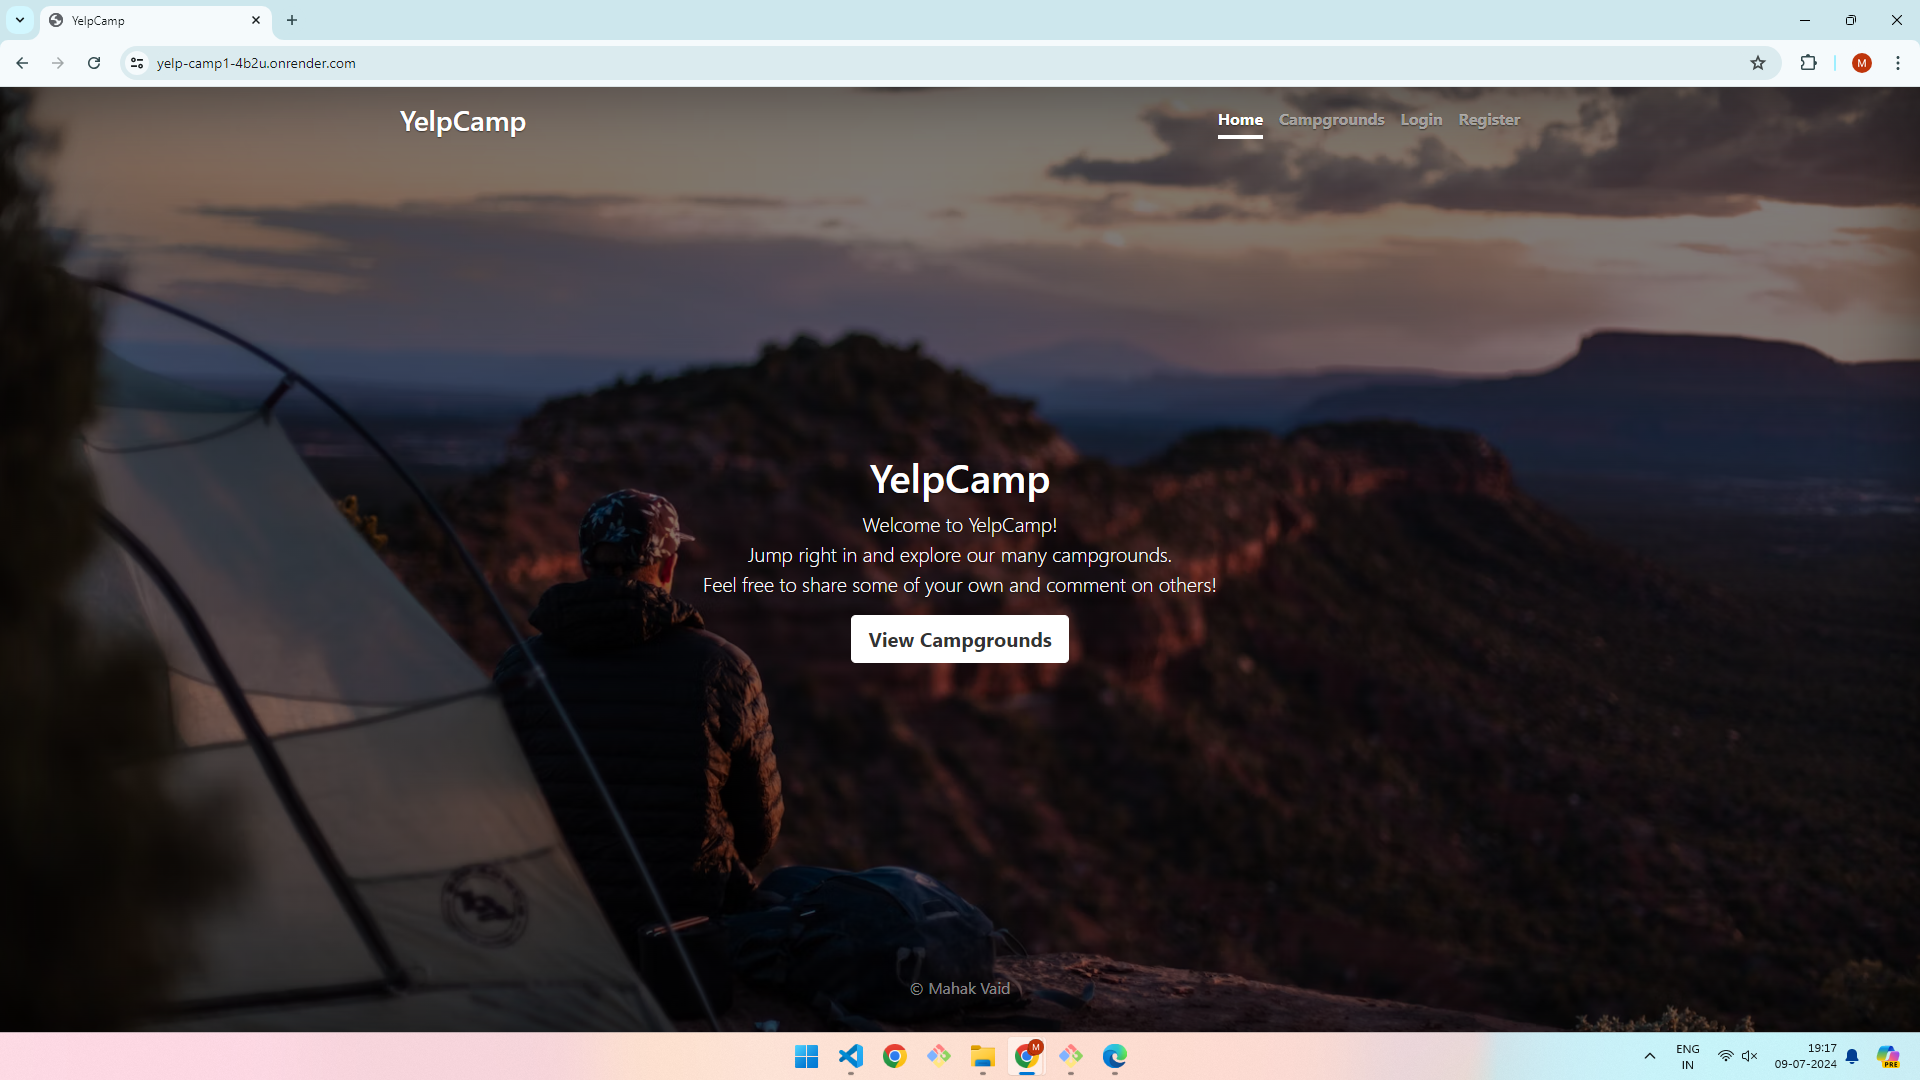 YelpCamp
yelp-camp1-4b2u.onrender.com
M
YelpCamp
Home Campgrounds Login Register
YelpCamp
Welcome to YelpCamp!
Jump right in and explore our many campgrounds.
Feel free to share some of your own and comment on others!
View Campgrounds
© Mahak Vaid
M
ENG
IN
19:17
09-07-2024
PRE